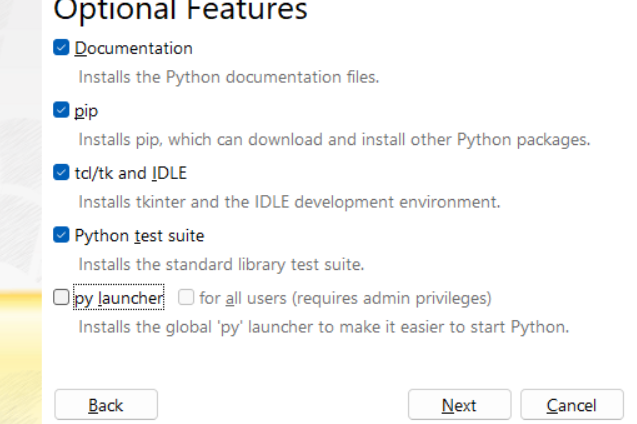 Optional Features
Documentation
Installs the Python documentation files.
pip
Installs pip, which can download and install other Python packages.
tcl/tk and IDLE
Installs tkinter and the IDLE development environment.
Python test suite
Installs the standard library test suite.
py launcher for all users (requires admin privileges)
Installs the global 'py' launcher to make it easier to start Python.
Back Next Cancel